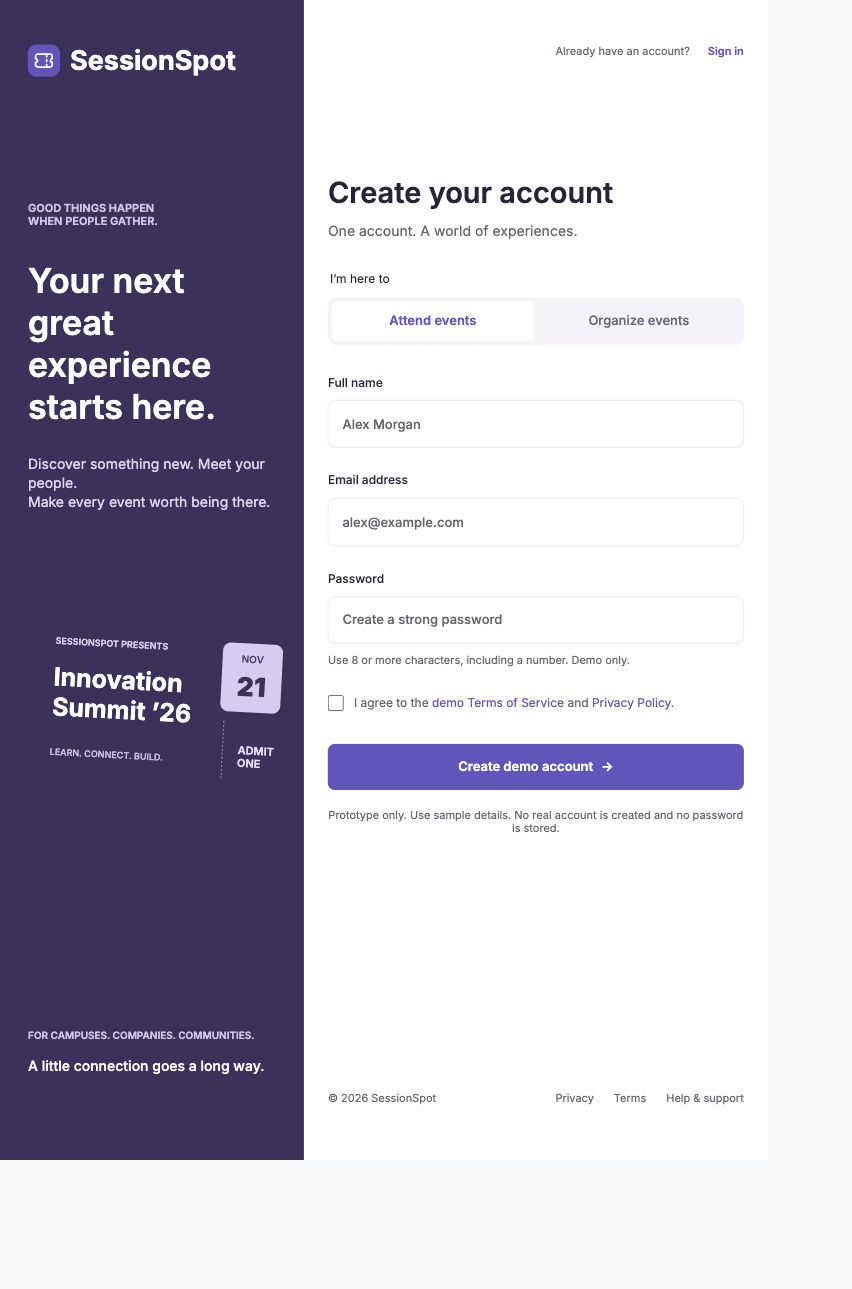 SessionSpot
GOOD THINGS HAPPEN
WHEN PEOPLE GATHER.
Your next
great
experience
starts here.
Discover something new. Meet your
people.
Make every event worth being there.
SESSIONSPOT PRESENTS
Innovation
Summit ’26
LEARN. CONNECT. BUILD.
NOV
21
ADMIT
ONE
FOR CAMPUSES. COMPANIES. COMMUNITIES.
A little connection goes a long way.
Already have an account? Sign in
Create your account
One account. A world of experiences.
I’m here to
Attend events
Organize events
Full name
Alex Morgan
Email address
alex@example.com
Password
Create a strong password
Use 8 or more characters, including a number. Demo only.
I agree to the demo Terms of Service and Privacy Policy.
Create demo account →
Prototype only. Use sample details. No real account is created and no password
is stored.
© 2026 SessionSpot
Privacy Terms Help & support